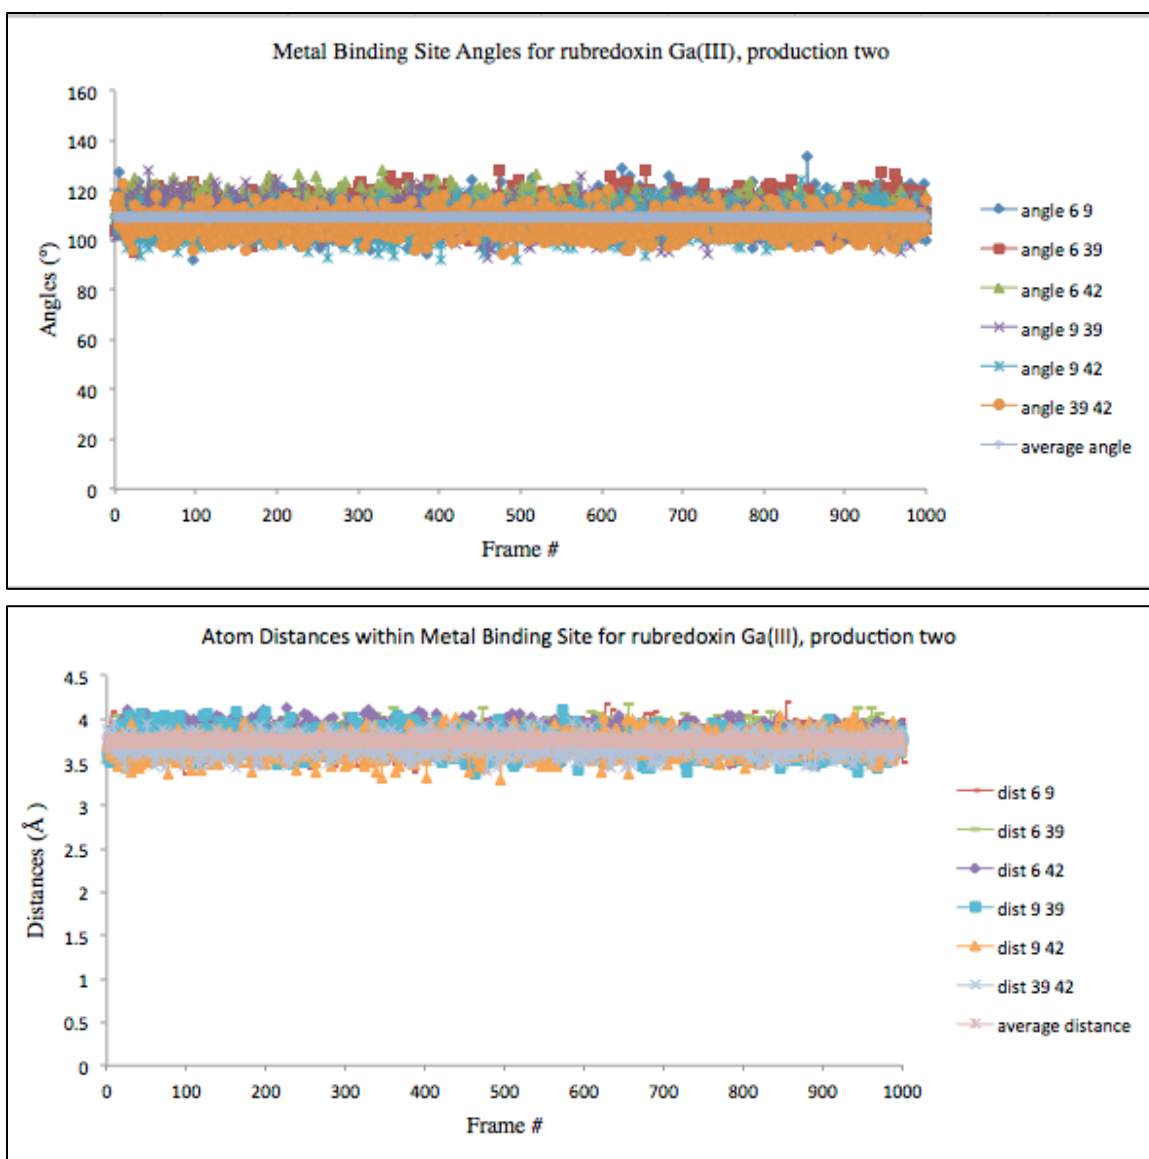 Metal Binding Site Angles for rubredoxin Ga(III), production two
160
140
120
100
80
60
40
20
0
Angles (°)
0 100 200 300 400 500 600 700 800 900 1000
Frame #
angle 6 9
angle 6 39
angle 6 42
angle 9 39
angle 9 42
angle 39 42
average angle
Atom Distances within Metal Binding Site for rubredoxin Ga(III), production two
4.5
4
3.5
3
2.5
2
1.5
1
0.5
0
Distances (Å )
0 100 200 300 400 500 600 700 800 900 1000
Frame #
dist 6 9
dist 6 39
dist 6 42
dist 9 39
dist 9 42
dist 39 42
average distance